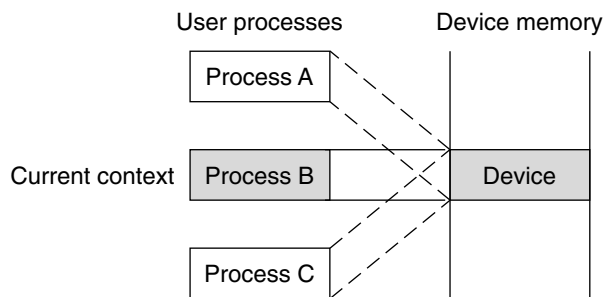 User processes
Device memory
Process A
Current context
Process B
Device
Process C